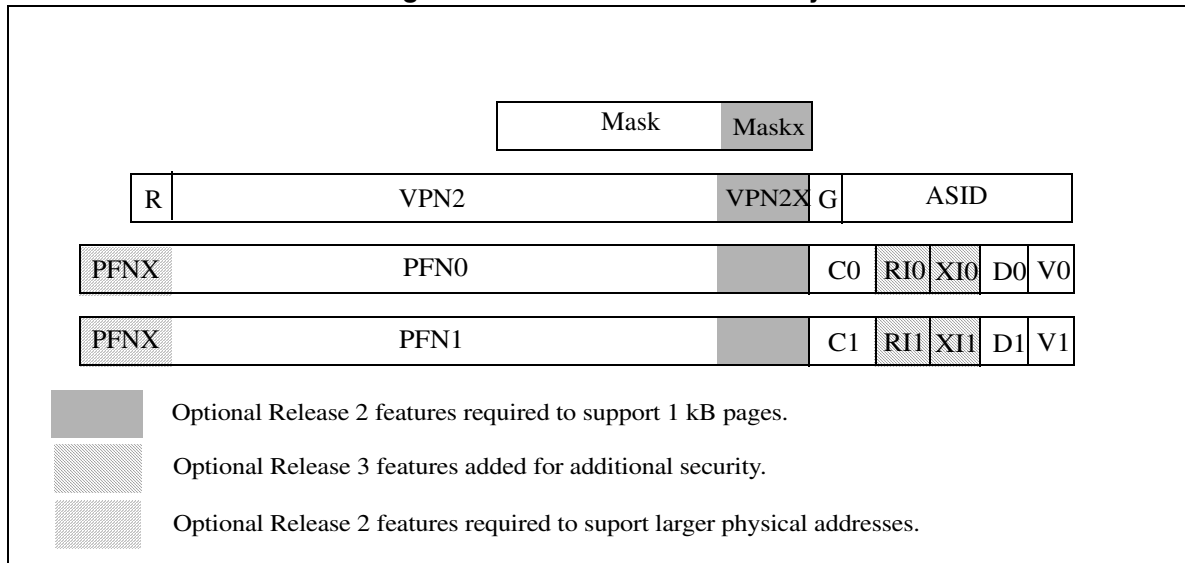 Mask Maskx
R VPN2 VPN2X G ASID
PFNX PFN0 C0 RI0 XI0 D0 V0
PFNX PFN1 C1 RI1 XI1 D1 V1
Optional Release 2 features required to support 1 kB pages.
Optional Release 3 features added for additional security.
Optional Release 2 features required to suport larger physical addresses.